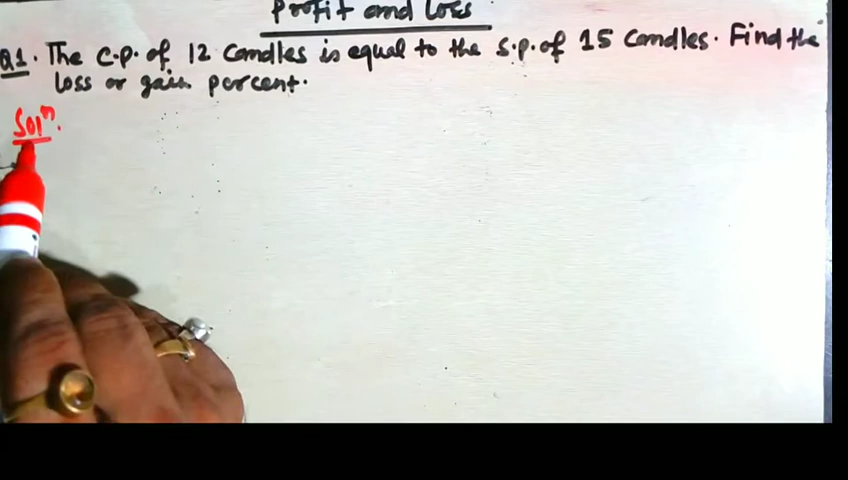 Profit and Loss
Q1. The C.P. of 12 Candles is equal to the S.P. of 15 Candles. Find the
loss or gain percent.
Solⁿ.